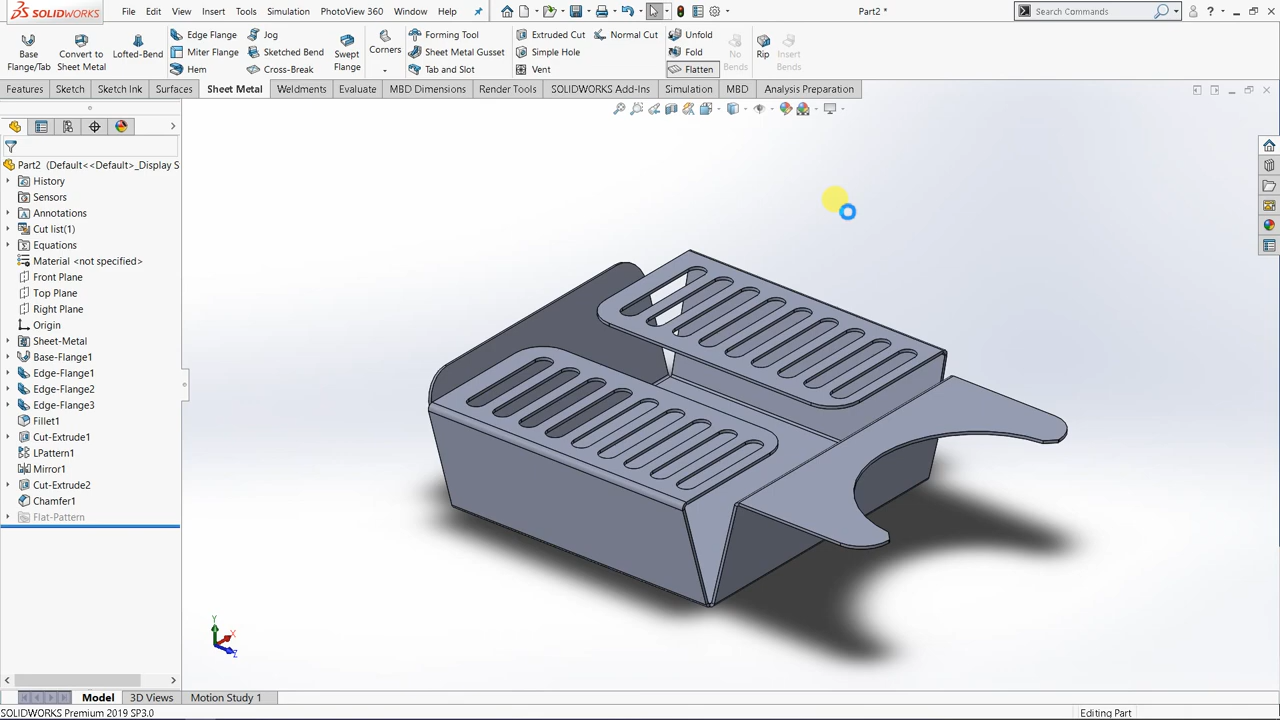 SOLIDWORKS File Edit View Insert Tools Simulation PhotoView 360 Window Help Part2 * Search Commands ?
Base Flange/Tab Convert to Sheet Metal Lofted-Bend Edge Flange Miter Flange Hem Jog Sketched Bend Cross-Break Swept Flange Corners Forming Tool Sheet Metal Gusset Tab and Slot Extruded Cut Simple Hole Vent Normal Cut Unfold Fold Flatten No Bends Rip Insert Bends
Features Sketch Sketch Ink Surfaces Sheet Metal Weldments Evaluate MBD Dimensions Render Tools SOLIDWORKS Add-Ins Simulation MBD Analysis Preparation
Part2 (Default<<Default>_Display S
History
Sensors
Annotations
Cut list(1)
Equations
Material <not specified>
Front Plane
Top Plane
Right Plane
Origin
Sheet-Metal
Base-Flange1
Edge-Flange1
Edge-Flange2
Edge-Flange3
Fillet1
Cut-Extrude1
LPattern1
Mirror1
Cut-Extrude2
Chamfer1
Flat-Pattern
Y
X
Z
Model 3D Views Motion Study 1
SOLIDWORKS Premium 2019 SP3.0 Editing Part